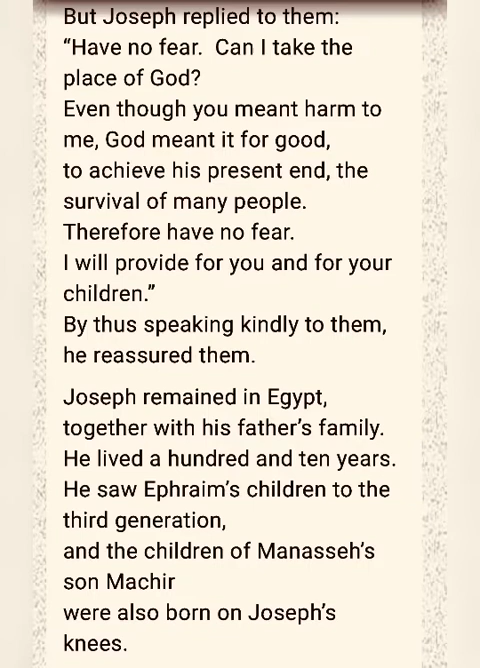 But Joseph replied to them:
“Have no fear.  Can I take the
place of God?
Even though you meant harm to
me, God meant it for good,
to achieve his present end, the
survival of many people.
Therefore have no fear.
I will provide for you and for your
children.”
By thus speaking kindly to them,
he reassured them.
Joseph remained in Egypt,
together with his father’s family.
He lived a hundred and ten years.
He saw Ephraim’s children to the
third generation,
and the children of Manasseh’s
son Machir
were also born on Joseph’s
knees.